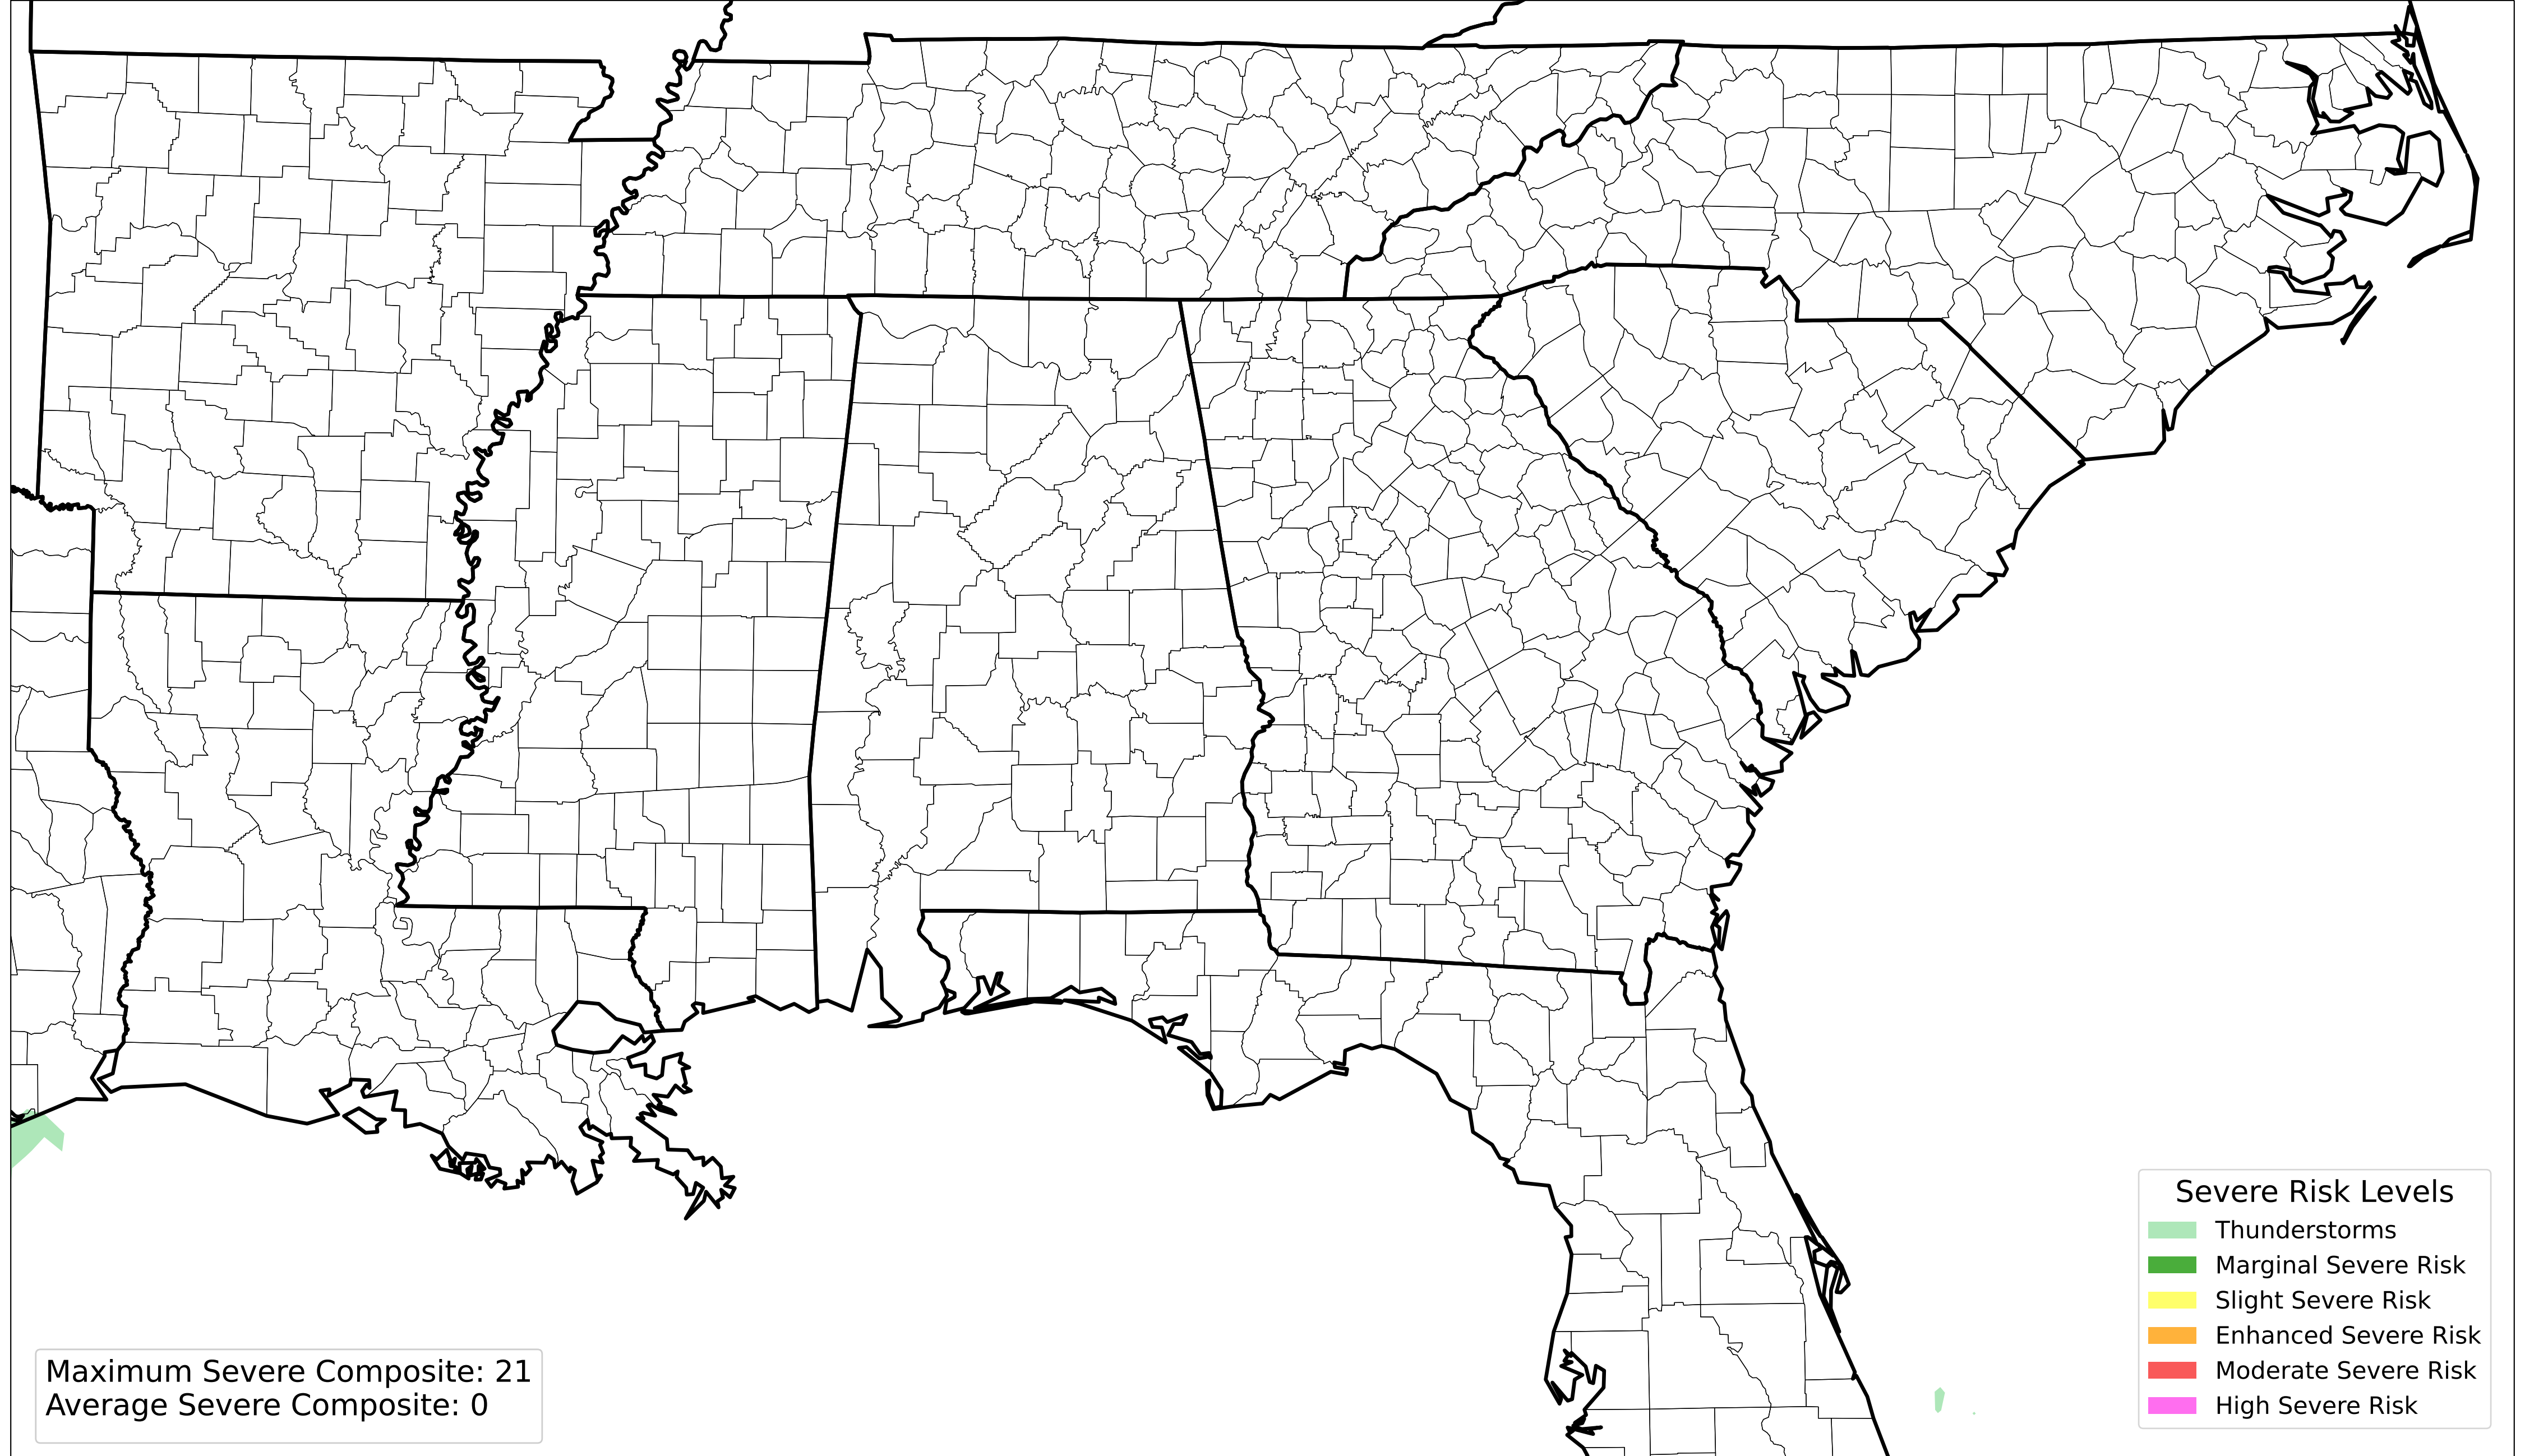 Maximum Severe Composite: 21
Average Severe Composite: 0
Severe Risk Levels
Thunderstorms
Marginal Severe Risk
Slight Severe Risk
Enhanced Severe Risk
Moderate Severe Risk
High Severe Risk